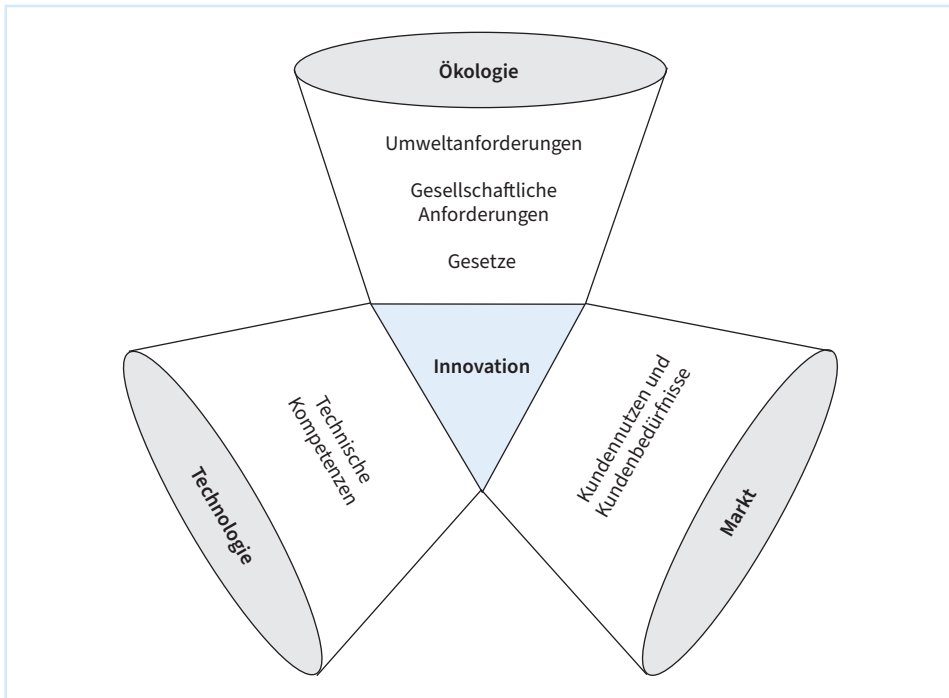 Ökologie
Umweltanforderungen
Gesellschaftliche
Anforderungen
Gesetze
Innovation
Technische
Kompetenzen
Technologie
Kundennutzen und
Kundenbedürfnisse
Markt